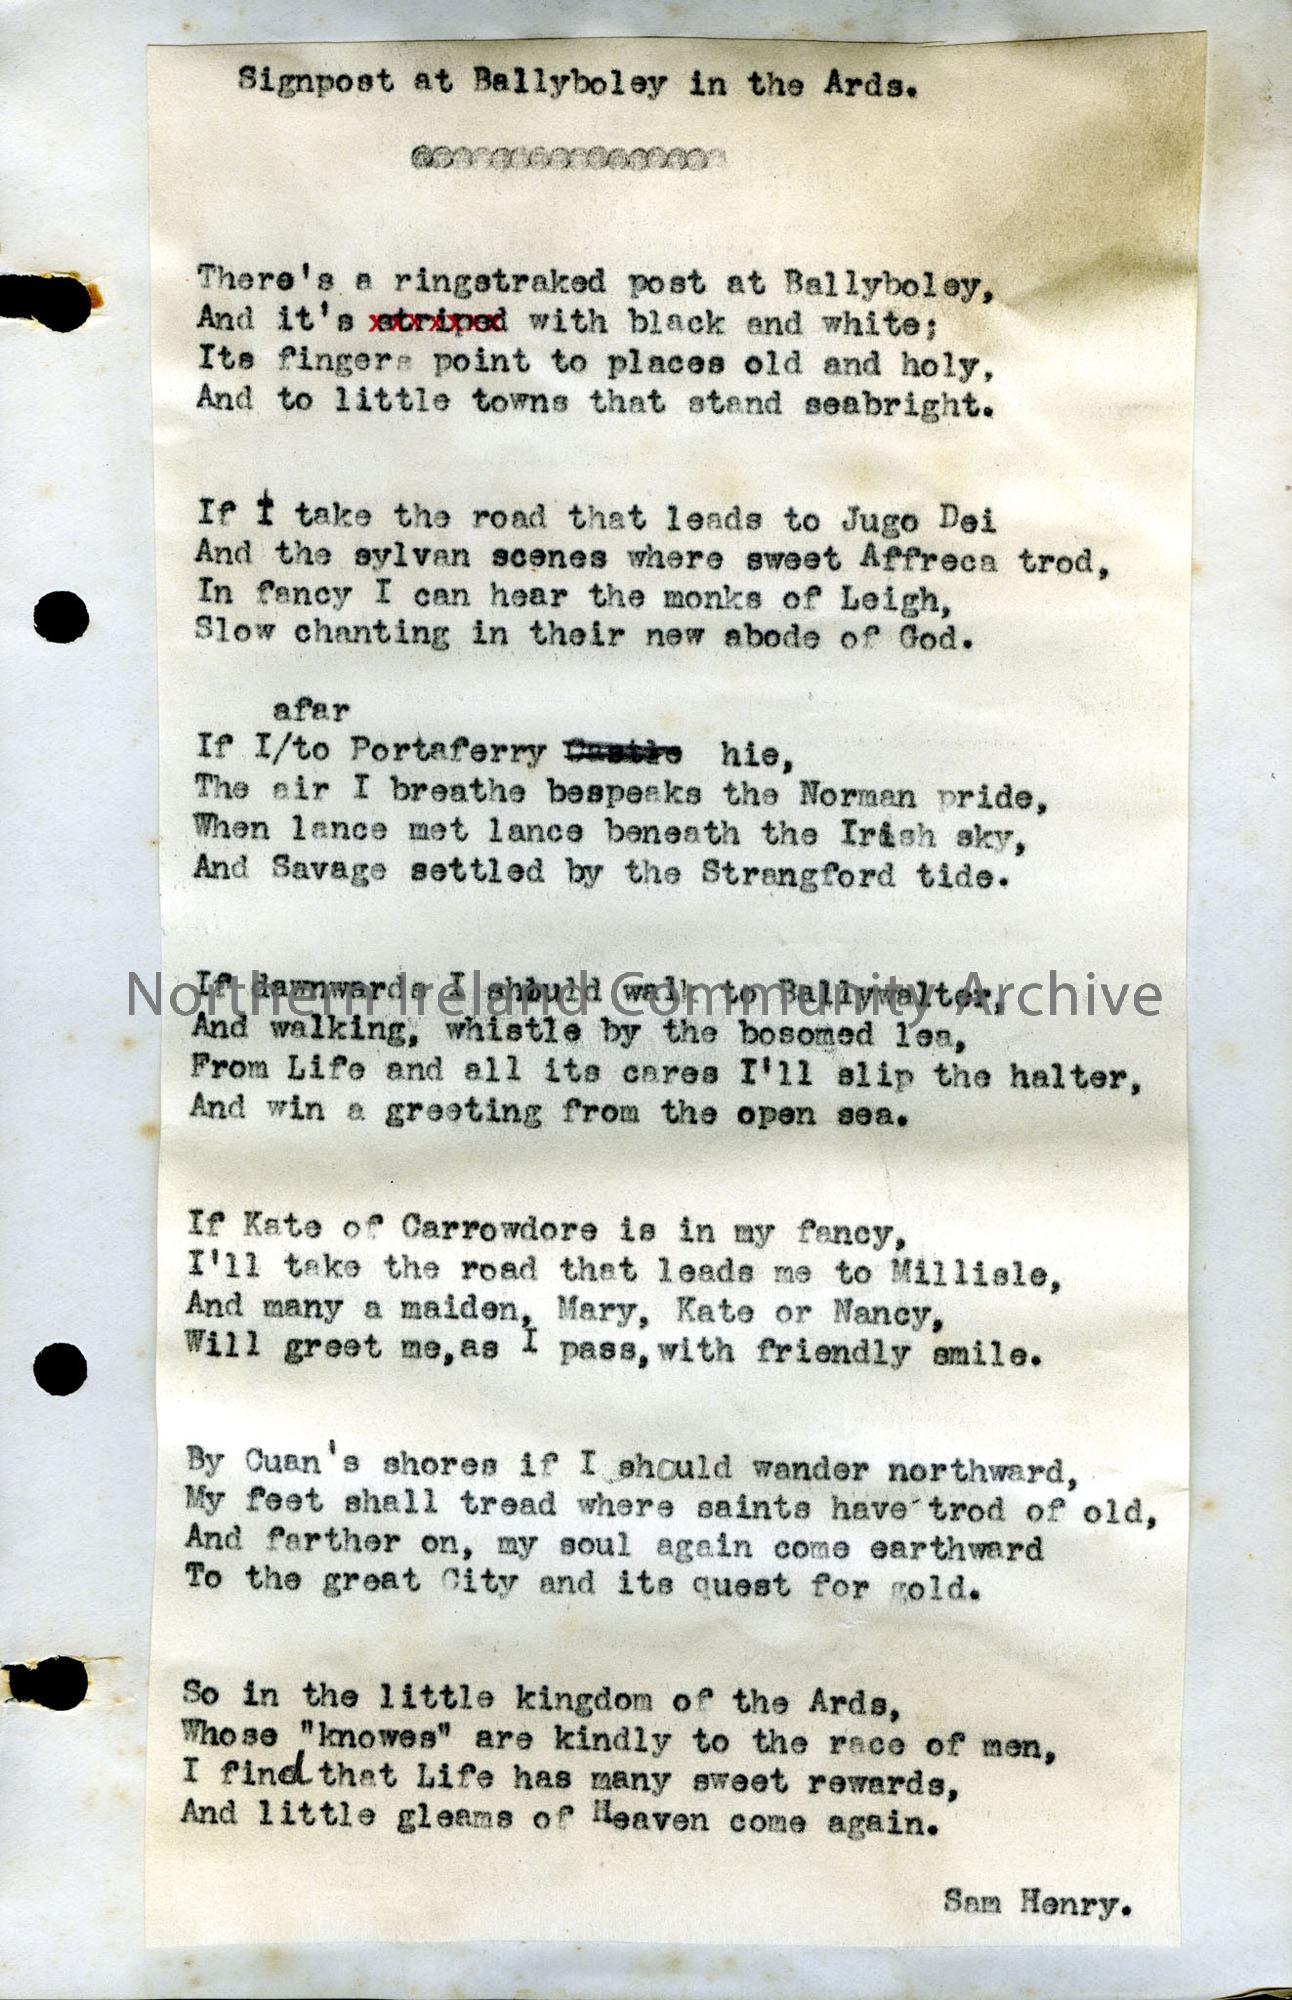 Signpost at Ballyboley in the Ards.
There's a ringstraked post at Ballyboley,
And it's striped with black and white;
Its fingers point to places old and holy,
And to little towns that stand seabright.
If I take the road that leads to Jugo Dei
And the sylvan scenes where sweet Affreca trod,
In fancy I can hear the monks of Leigh,
Slow chanting in their new abode of God.
afar
If I/to Portaferry Castle hie,
The air I breathe bespeaks the Norman pride,
When lance met lance beneath the Irish sky,
And Savage settled by the Strangford tide.
Northern Ireland Community Archive
If dawnwards I should walk to Ballywalter,
And walking, whistle by the bosomed lea,
From Life and all its cares I'll slip the halter,
And win a greeting from the open sea.
If Kate of Carrowdore is in my fancy,
I'll take the road that leads me to Millisle,
And many a maiden, Mary, Kate or Nancy,
Will greet me,as I pass,with friendly smile.
By Cuan's shores if I should wander northward,
My feet shall tread where saints have trod of old,
And farther on, my soul again come earthward
To the great City and its quest for gold.
So in the little kingdom of the Ards,
Whose "knowes" are kindly to the race of men,
I find that Life has many sweet rewards,
And little gleams of Heaven come again.
Sam Henry.